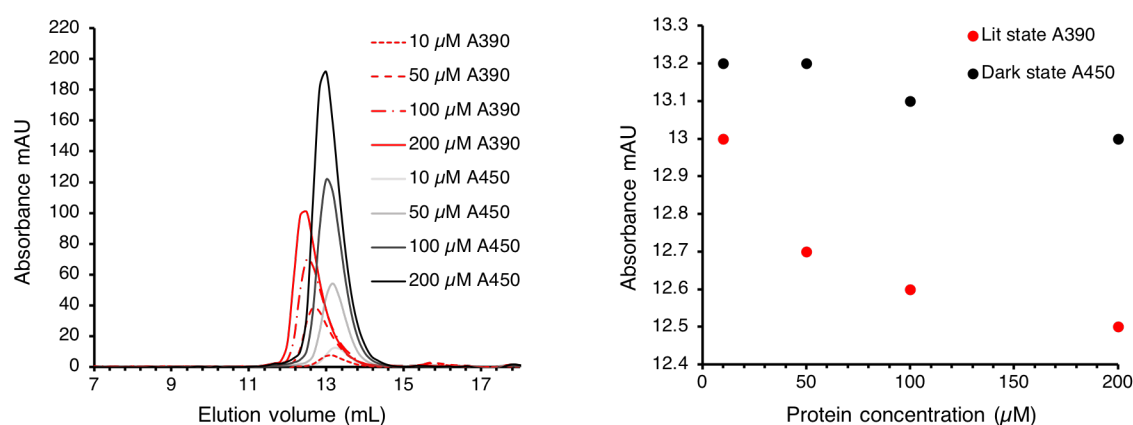 220
200
180
160
140
120
100
80
60
40
20
0
Absorbance mAU
7
9
11
13
15
17
Elution volume (mL)
10 µM A390
50 µM A390
100 µM A390
200 µM A390
10 µM A450
50 µM A450
100 µM A450
200 µM A450
13.3
13.2
13.1
13
12.9
12.8
12.7
12.6
12.5
12.4
Absorbance mAU
0
50
100
150
200
Protein concentration (µM)
Lit state A390
Dark state A450